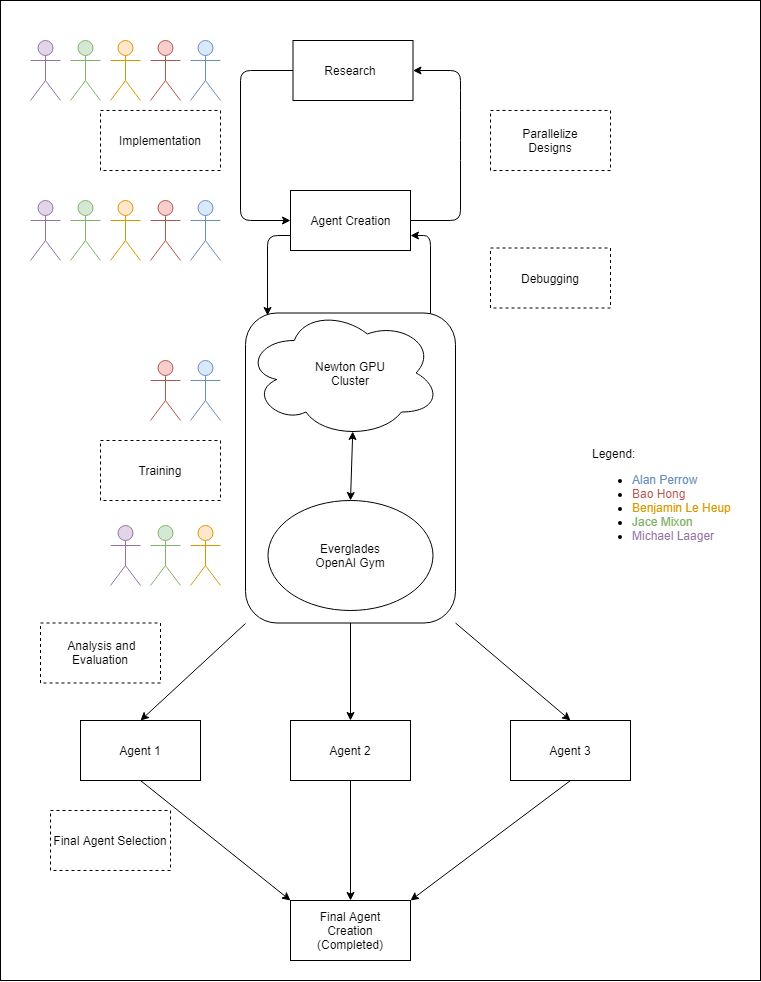 Research
Implementation
Parallelize
Designs
Agent Creation
Debugging
Newton GPU
Cluster
Legend:
Training
Alan Perrow
Bao Hong
Benjamin Le Heup
Jace Mixon
Michael Laager
Everglades
OpenAI Gym
Analysis and
Evaluation
Agent 1
Agent 2
Agent 3
Final Agent Selection
Final Agent
Creation
(Completed)